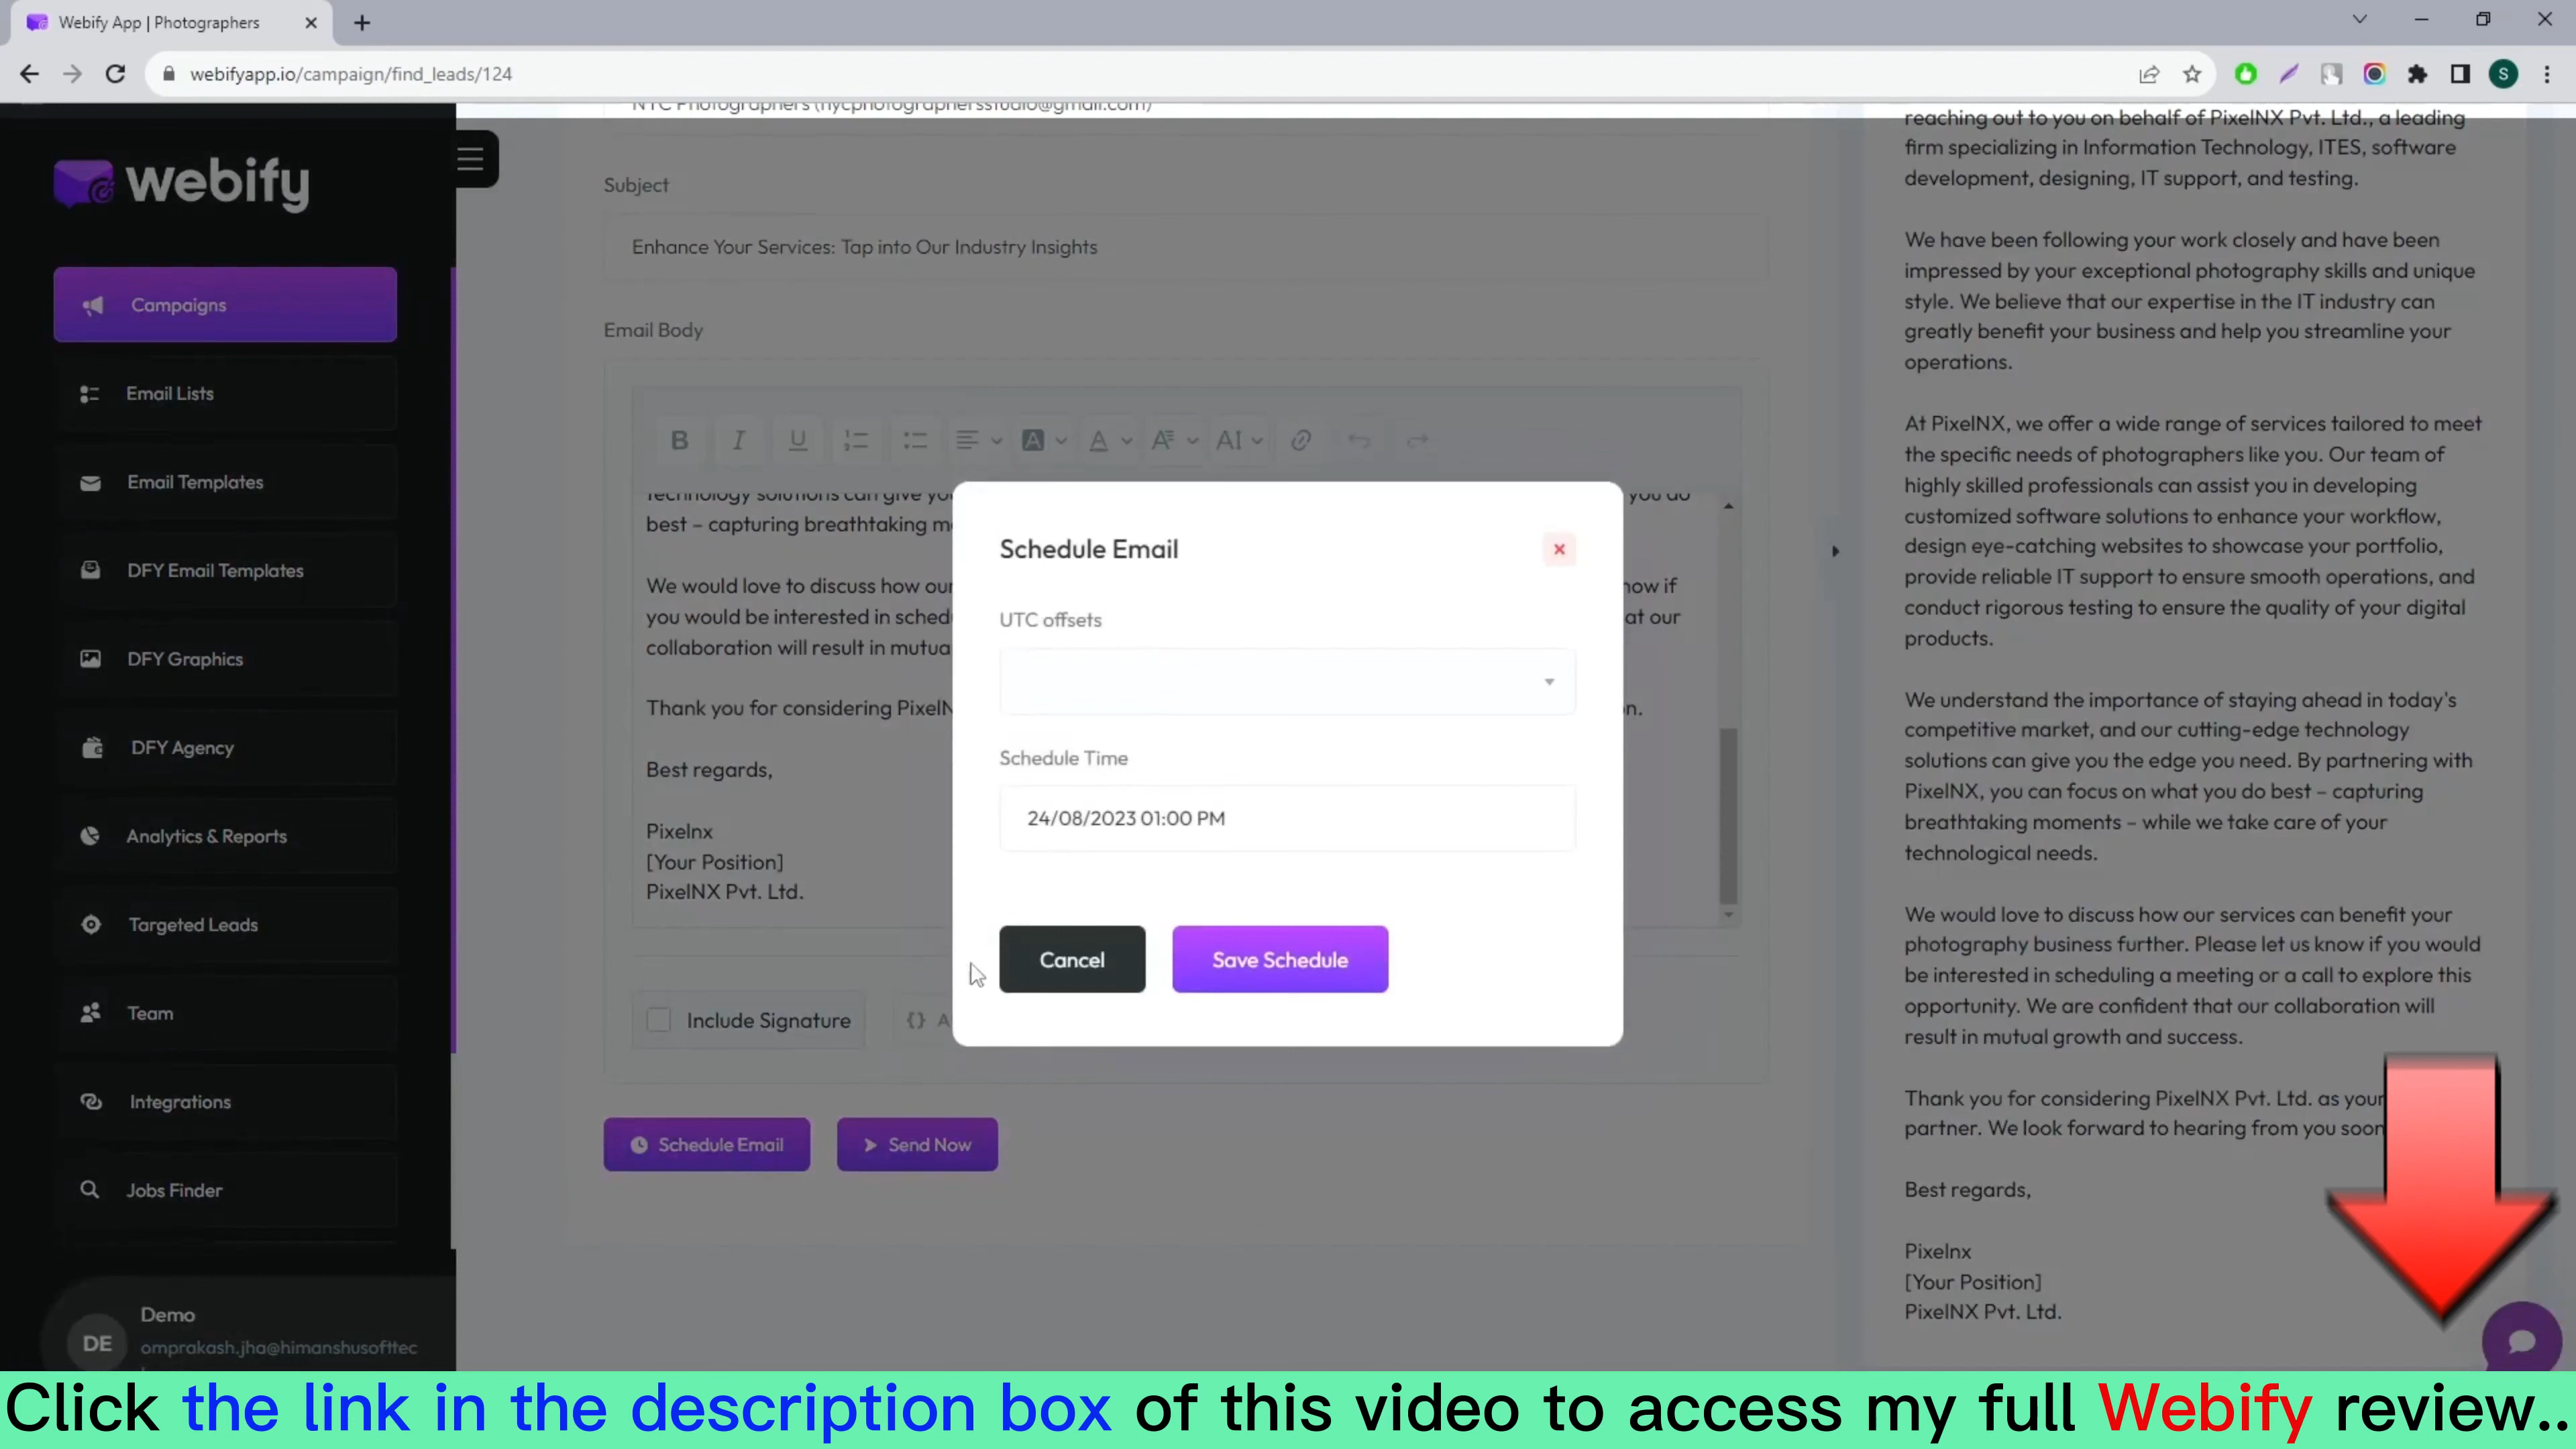 Webify App | Photographers
webifyapp.io/campaign/find_leads/124
S
NYC Photographers (nycphotographersstudio@gmail.com)
webify
Campaigns
Email Lists
Email Templates
DFY Email Templates
DFY Graphics
DFY Agency
Analytics & Reports
Targeted Leads
Team
Integrations
Jobs Finder
Demo
DE
omprakash.jha@himanshusofttec
Subject
Enhance Your Services: Tap into Our Industry Insights
Email Body
B I U
technology solutions can give you
you do
best – capturing breathtaking
We would love to discuss how our
now if
you would be interested in
at our
collaboration will result in
Thank you for considering
Best regards,
Pixelnx
[Your Position]
PixelNX Pvt. Ltd.
Include Signature
{} A
Schedule Email
Send Now
Schedule Email
UTC offsets
Schedule Time
24/08/2023 01:00 PM
Cancel
Save Schedule
reaching out to you on behalf of PixelNX Pvt. Ltd., a leading
firm specializing in Information Technology, ITES, software
development, designing, IT support, and testing.
We have been following your work closely and have been
impressed by your exceptional photography skills and unique
style. We believe that our expertise in the IT industry can
greatly benefit your business and help you streamline your
operations.
At PixelNX, we offer a wide range of services tailored to meet
the specific needs of photographers like you. Our team of
highly skilled professionals can assist you in developing
customized software solutions to enhance your workflow,
design eye-catching websites to showcase your portfolio,
provide reliable IT support to ensure smooth operations, and
conduct rigorous testing to ensure the quality of your digital
products.
We understand the importance of staying ahead in today's
competitive market, and our cutting-edge technology
solutions can give you the edge you need. By partnering with
PixelNX, you can focus on what you do best – capturing
breathtaking moments – while we take care of your
technological needs.
We would love to discuss how our services can benefit your
photography business further. Please let us know if you would
be interested in scheduling a meeting or a call to explore this
opportunity. We are confident that our collaboration will
result in mutual growth and success.
Thank you for considering PixelNX Pvt. Ltd. as your
partner. We look forward to hearing from you soon
Best regards,
Pixelnx
[Your Position]
PixelNX Pvt. Ltd.
Click the link in the description box of this video to access my full Webify review..